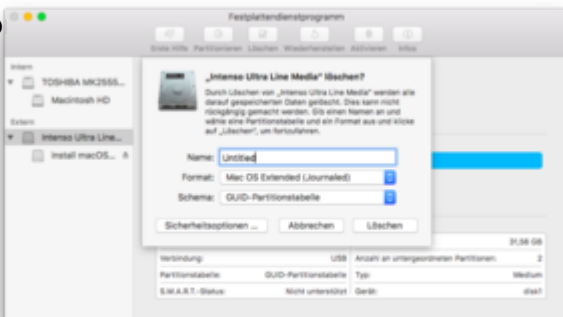 Festplattendienstprogramm
Erste Hilfe Partitionieren Löschen Wiederherstellen Aktivieren Infos
Intern
TOSHIBA MK2555...
Macintosh HD
Extern
Intenso Ultra Line...
Install macOS...
„Intenso Ultra Line Media“ löschen?
Durch Löschen von „Intenso Ultra Line Media“ werden alle
darauf gespeicherten Daten gelöscht. Dies kann nicht
rückgängig gemacht werden. Gib einen Namen an und
wähle eine Partitionstabelle und ein Format aus und klicke
auf „Löschen“, um fortzufahren.
Name: Untitled
Format: Mac OS Extended (Journaled)
Schema: GUID-Partitionstabelle
Sicherheitsoptionen ... Abbrechen Löschen
31,56 GB
Verbindung: USB Anzahl an untergeordneten Partitionen: 2
Partitionstabelle: GUID-Partitionstabelle Typ: Medium
S.M.A.R.T.-Status: Nicht unterstützt Gerät: disk1